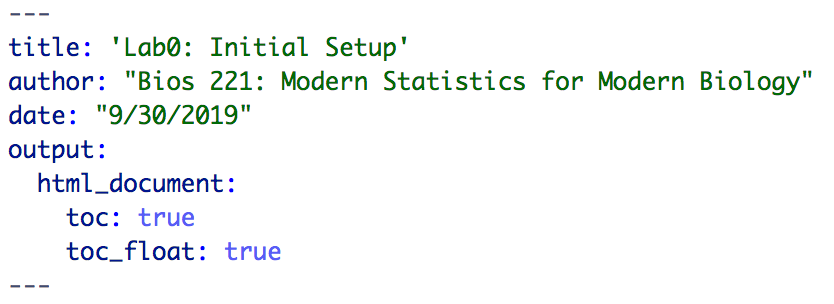 ---
title: 'Lab0: Initial Setup'
author: "Bios 221: Modern Statistics for Modern Biology"
date: "9/30/2019"
output:
  html_document:
    toc: true
    toc_float: true
---